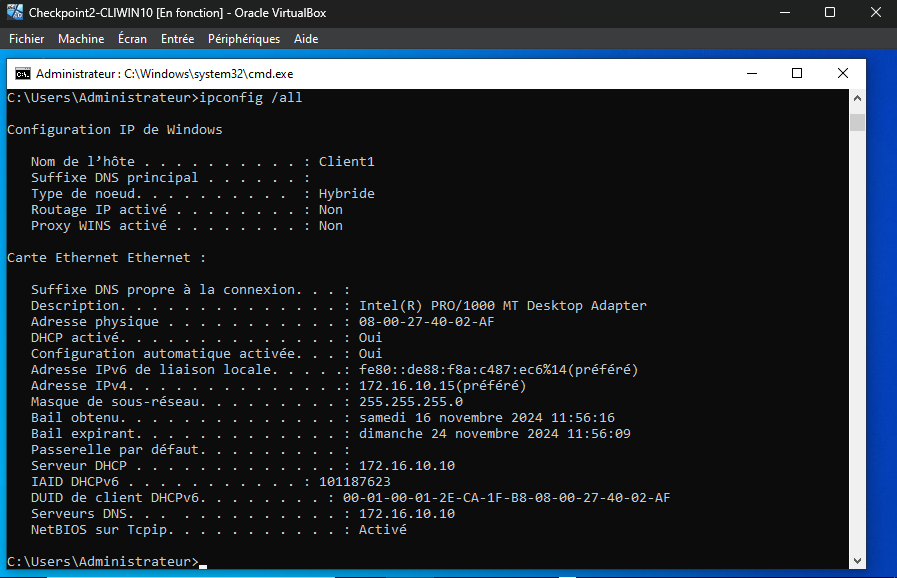 Checkpoint2-CLIWIN10 [En fonction] - Oracle VirtualBox
Fichier Machine Écran Entrée Périphériques Aide
Administrateur : C:\Windows\system32\cmd.exe
C:\Users\Administrateur>ipconfig /all
Configuration IP de Windows
Nom de l’hôte . . . . . . . . . . : Client1
Suffixe DNS principal . . . . . . :
Type de noeud. . . . . . . . . .  : Hybride
Routage IP activé . . . . . . . . : Non
Proxy WINS activé . . . . . . . . : Non
Carte Ethernet Ethernet :
Suffixe DNS propre à la connexion. . . :
Description. . . . . . . . . . . . . . : Intel(R) PRO/1000 MT Desktop Adapter
Adresse physique . . . . . . . . . . . : 08-00-27-40-02-AF
DHCP activé. . . . . . . . . . . . . . : Oui
Configuration automatique activée. . . : Oui
Adresse IPv6 de liaison locale. . . . .: fe80::de88:f8a:c487:ec6%14(préféré)
Adresse IPv4. . . . . . . . . . . . . .: 172.16.10.15(préféré)
Masque de sous-réseau. . . . . . . . . : 255.255.255.0
Bail obtenu. . . . . . . . . . . . . . : samedi 16 novembre 2024 11:56:16
Bail expirant. . . . . . . . . . . . . : dimanche 24 novembre 2024 11:56:09
Passerelle par défaut. . . . . . . . . :
Serveur DHCP . . . . . . . . . . . . . : 172.16.10.10
IAID DHCPv6 . . . . . . . . . . . : 101187623
DUID de client DHCPv6. . . . . . . . : 00-01-00-01-2E-CA-1F-B8-08-00-27-40-02-AF
Serveurs DNS. . . . . . . . . . . . . : 172.16.10.10
NetBIOS sur Tcpip. . . . . . . . . . . : Activé
C:\Users\Administrateur>